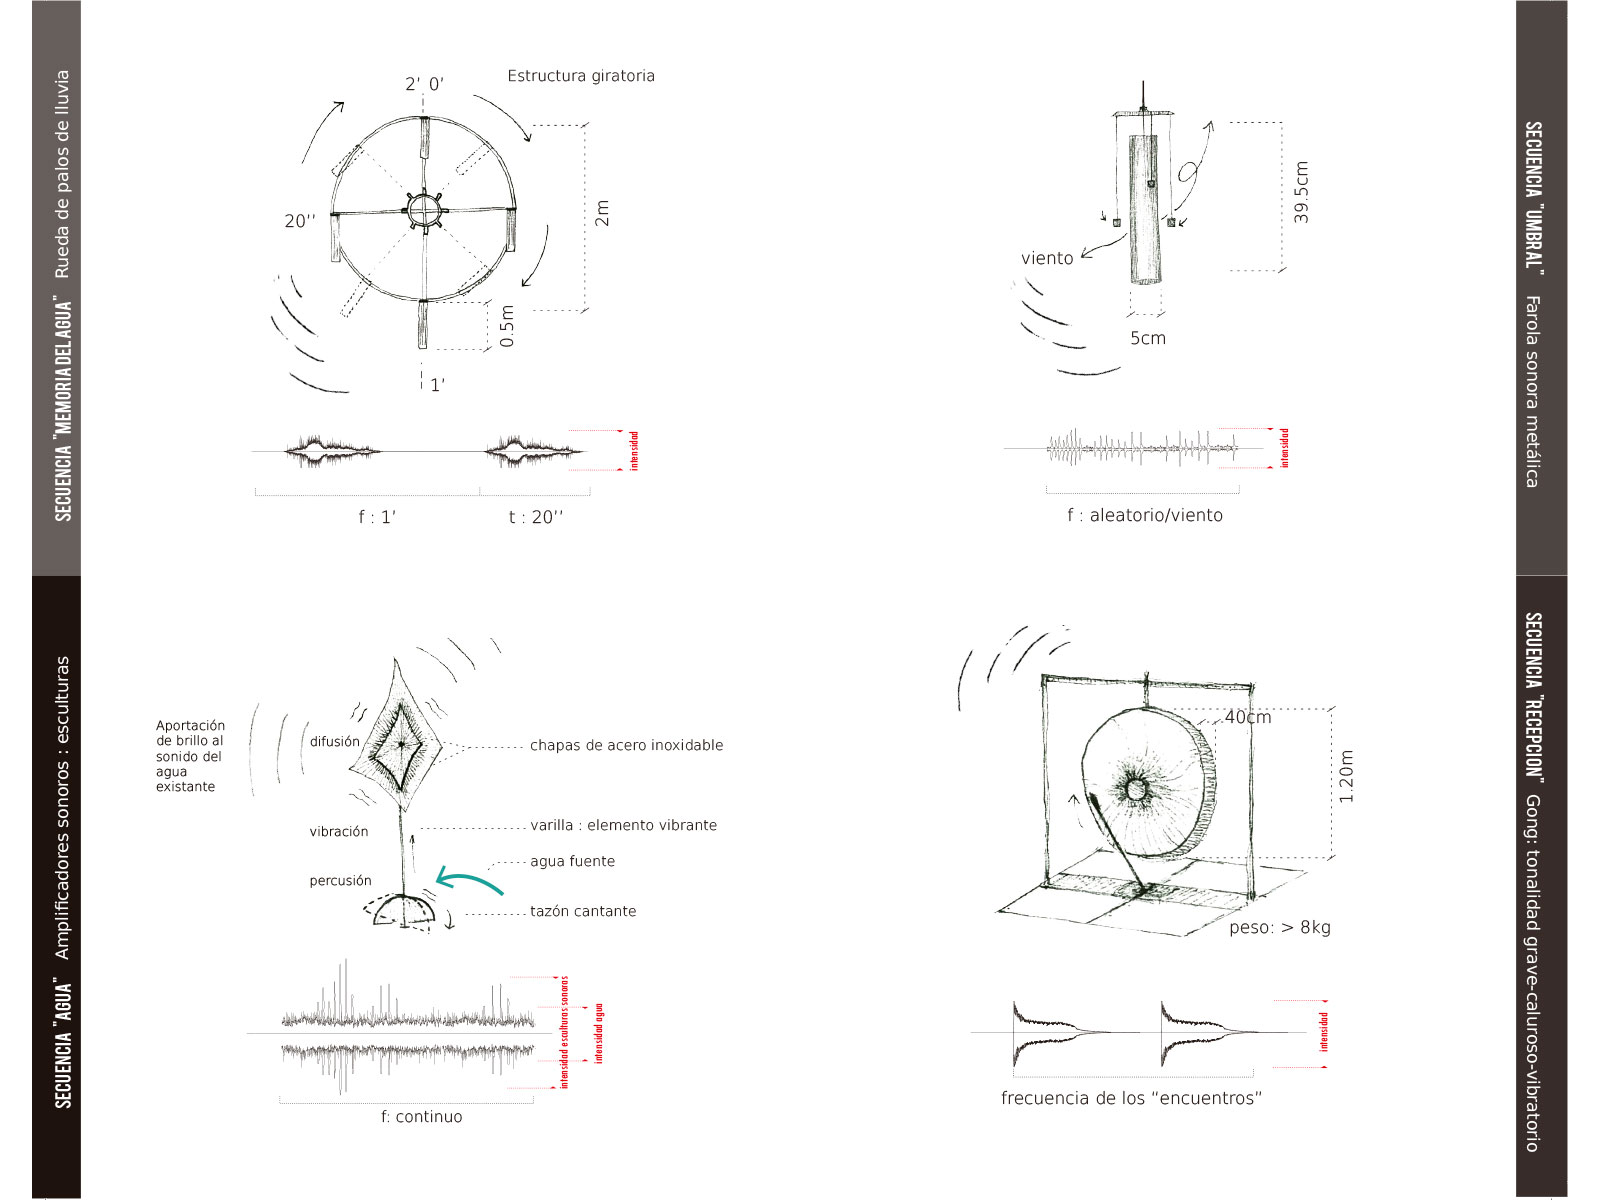 SECUENCIA "MEMORIA DEL AGUA" Rueda de palos de lluvia
2' 0'
Estructura giratoria
20''
2m
0.5m
1'
intensidad
f : 1'
t : 20''
SECUENCIA "UMBRAL" Farola sonora metálica
39.5cm
viento
5cm
intensidad
f : aleatorio/viento
SECUENCIA "AGUA" Amplificadores sonoros : esculturas
Aportación
de brillo al
sonido del
agua
existante
difusión
chapas de acero inoxidable
vibración
varilla : elemento vibrante
agua fuente
percusión
tazón cantante
intensidad esculturas sonoras
intensidad agua
f: continuo
SECUENCIA "RECEPCION" Gong: tonalidad grave-caluroso-vibratorio
40cm
1.20m
peso: > 8kg
intensidad
frecuencia de los “encuentros”